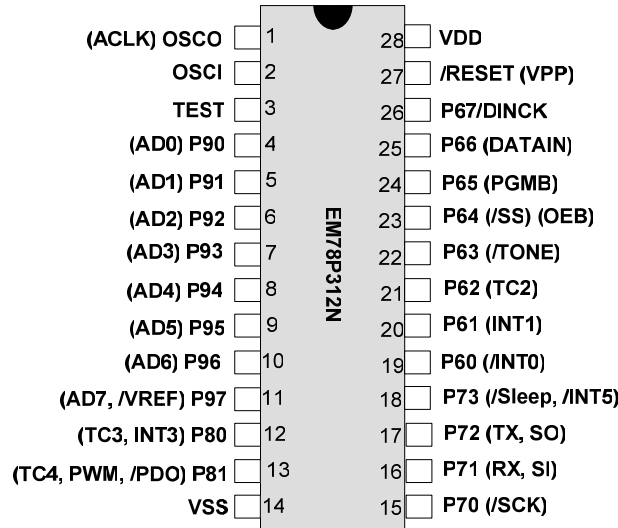 (ACLK) OSCO 1 28 VDD
OSCI 2 27 /RESET (VPP)
TEST 3 26 P67/DINCK
(AD0) P90 4 25 P66 (DATAIN)
(AD1) P91 5 24 P65 (PGMB)
(AD2) P92 6 23 P64 (/SS) (OEB)
(AD3) P93 7 22 P63 (/TONE)
(AD4) P94 8 21 P62 (TC2)
(AD5) P95 9 20 P61 (INT1)
(AD6) P96 10 19 P60 (/INT0)
(AD7, /VREF) P97 11 18 P73 (/Sleep, /INT5)
(TC3, INT3) P80 12 17 P72 (TX, SO)
(TC4, PWM, /PDO) P81 13 16 P71 (RX, SI)
VSS 14 15 P70 (/SCK)
EM78P312N